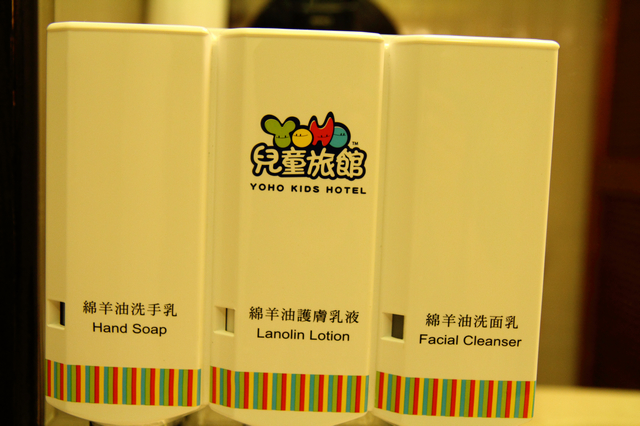 YOHO™
兒童旅館
YOHO KIDS HOTEL
綿羊油洗手乳
Hand Soap
綿羊油護膚乳液
Lanolin Lotion
綿羊油洗面乳
Facial Cleanser